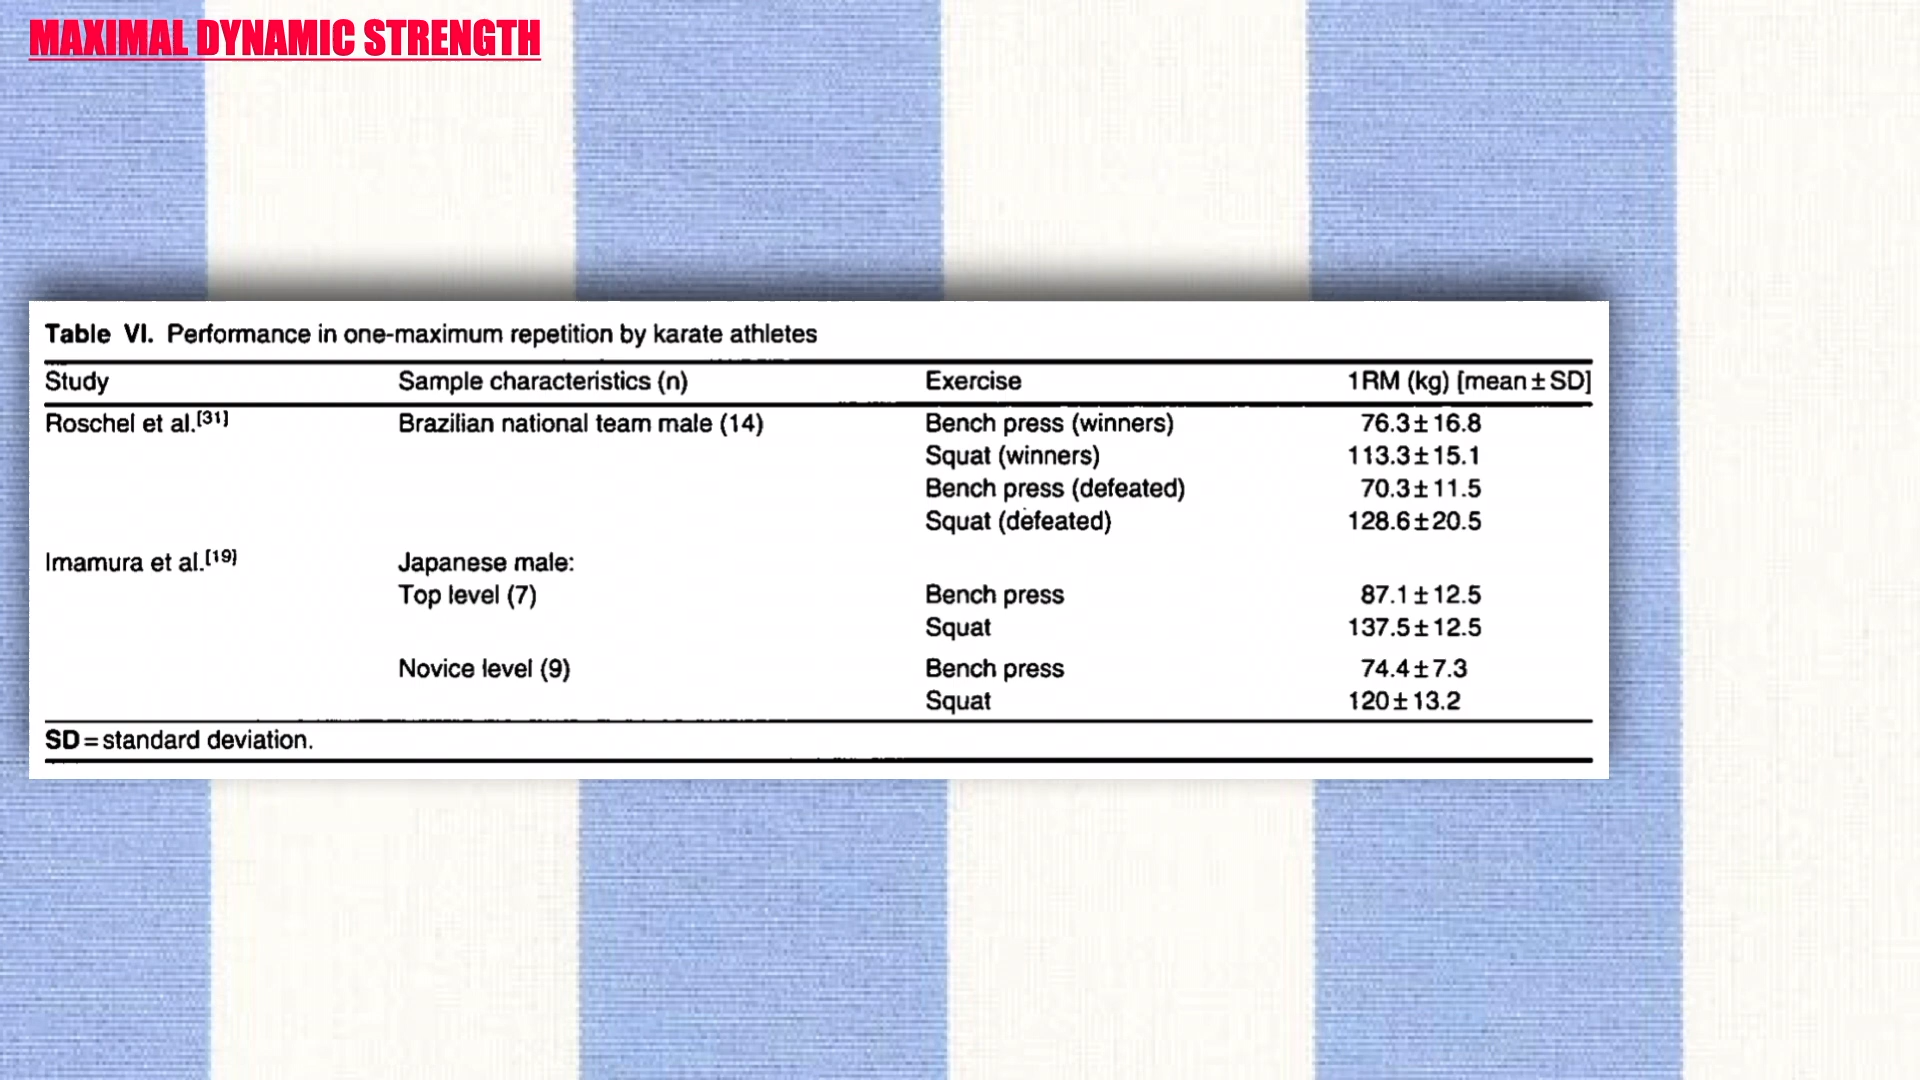 MAXIMAL DYNAMIC STRENGTH
Table VI. Performance in one-maximum repetition by karate athletes
Study Sample characteristics (n) Exercise 1RM (kg) [mean ± SD]
Roschel et al.[31] Brazilian national team male (14) Bench press (winners) 76.3 ± 16.8
Squat (winners) 113.3 ± 15.1
Bench press (defeated) 70.3 ± 11.5
Squat (defeated) 128.6 ± 20.5
Imamura et al.[19] Japanese male:
Top level (7) Bench press 87.1 ± 12.5
Squat 137.5 ± 12.5
Novice level (9) Bench press 74.4 ± 7.3
Squat 120 ± 13.2
SD = standard deviation.